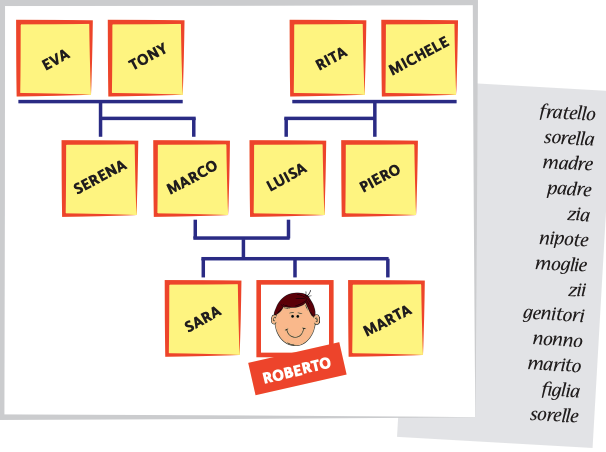 EVA
TONY
RITA
MICHELE
SERENA
MARCO
LUISA
PIERO
SARA
MARTA
ROBERTO
fratello
sorella
madre
padre
zia
nipote
moglie
zii
genitori
nonno
marito
figlia
sorelle